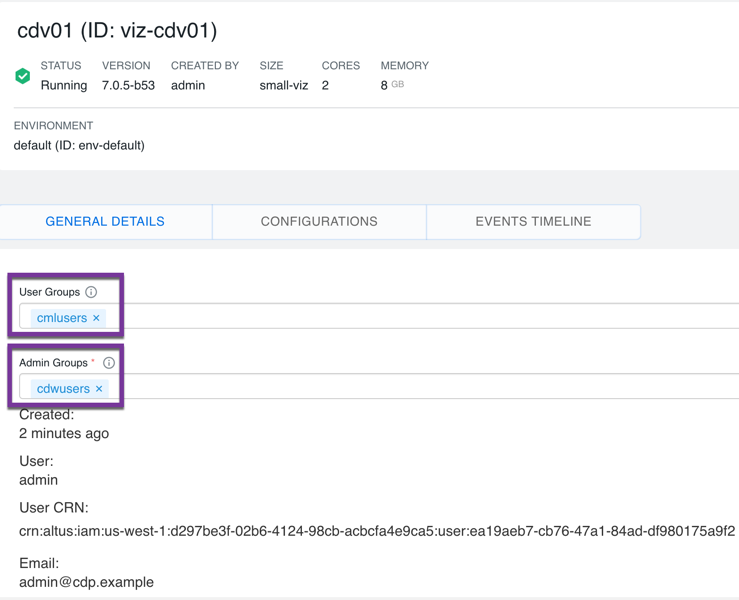 cdv01 (ID: viz-cdv01)
STATUS VERSION CREATED BY SIZE CORES MEMORY
Running 7.0.5-b53 admin small-viz 2 8 GB
ENVIRONMENT
default (ID: env-default)
GENERAL DETAILS CONFIGURATIONS EVENTS TIMELINE
User Groups
cmlusers ×
Admin Groups *
cdwusers ×
Created:
2 minutes ago
User:
admin
User CRN:
crn:altus:iam:us-west-1:d297be3f-02b6-4124-98cb-acbcfa4e9ca5:user:ea19aeb7-cb76-47a1-84ad-df980175a9f2
Email:
admin@cdp.example